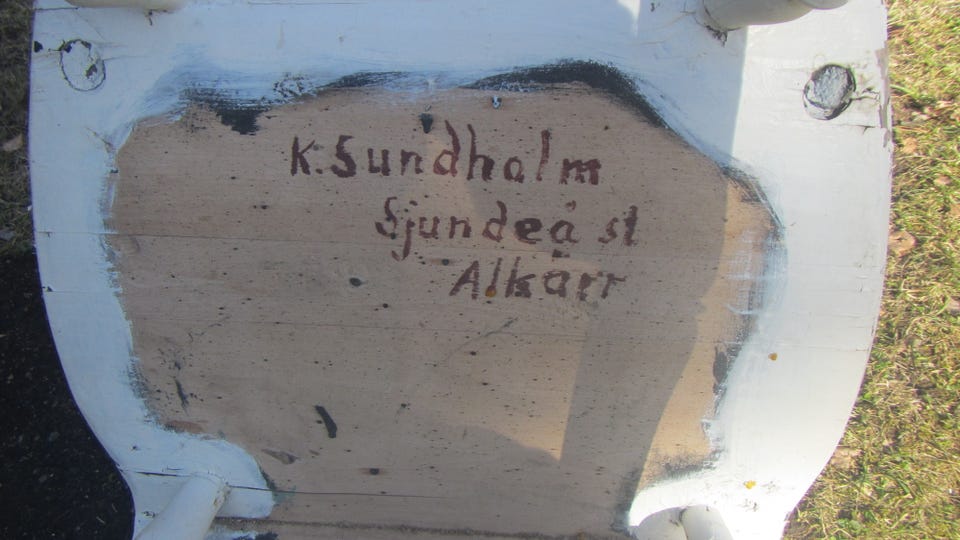 K. Sundholm
Sjundeå st
Alkärr